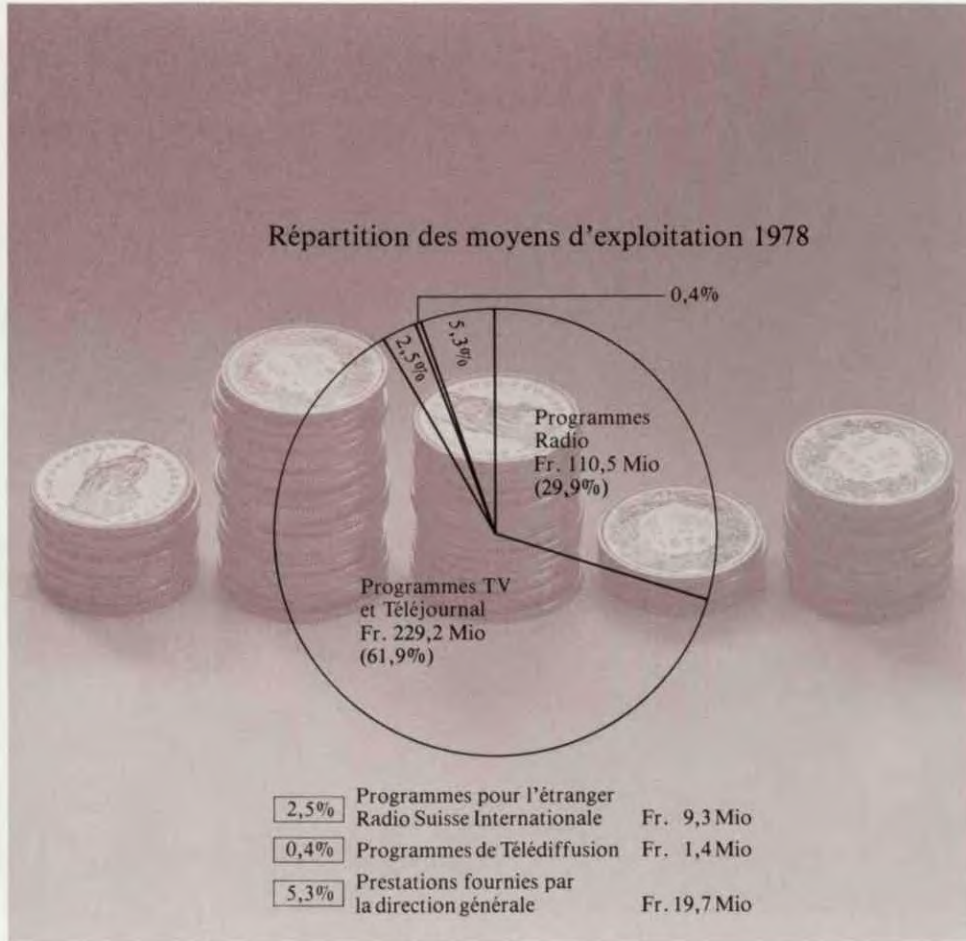 Répartition des moyens d'exploitation 1978
0,4%
5,3%
2,5%
Programmes
Radio
Fr. 110,5 Mio
(29,9%)
Programmes TV
et Téléjournal
Fr. 229,2 Mio
(61,9%)
2,5% Programmes pour l'étranger
Radio Suisse Internationale Fr. 9,3 Mio
0,4% Programmes de Télédiffusion Fr. 1,4 Mio
5,3% Prestations fournies par
la direction générale Fr. 19,7 Mio